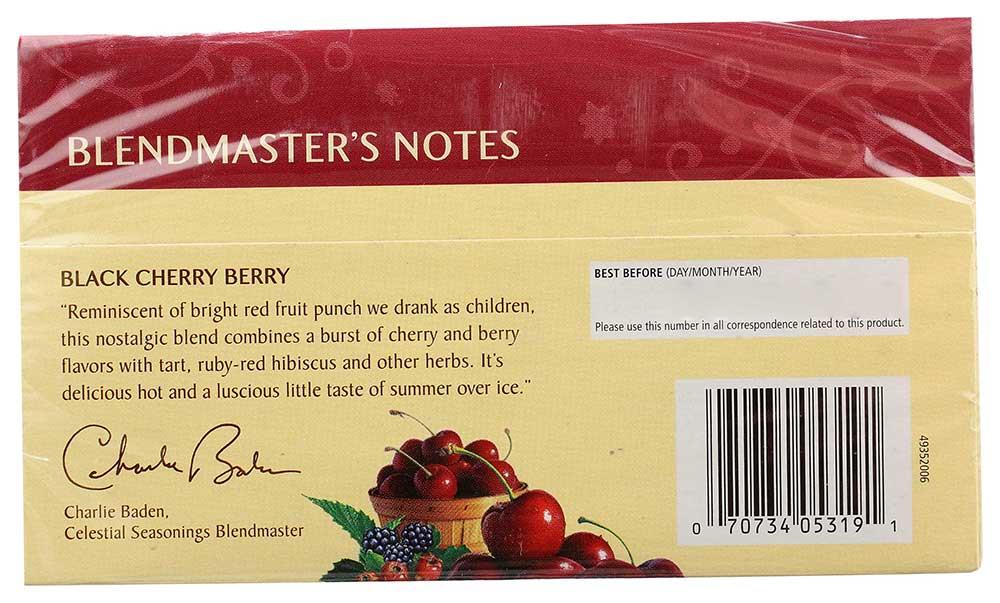 BLENDMASTER'S NOTES
BLACK CHERRY BERRY
“Reminiscent of bright red fruit punch we drank as children,
this nostalgic blend combines a burst of cherry and berry
flavors with tart, ruby-red hibiscus and other herbs. It’s
delicious hot and a luscious little taste of summer over ice.”
Charlie Baden
Charlie Baden,
Celestial Seasonings Blendmaster
BEST BEFORE (DAY/MONTH/YEAR)
Please use this number in all correspondence related to this product.
49352006
0 70734 05319 1